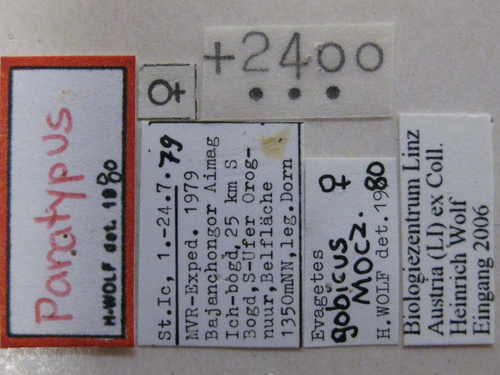 Paratypus
H.WOLF det. 1980
♀
+2400
St.Ic, 1.-24.7.79
MVR-Exped. 1979
Bajanchongor Aimag
Ich-bogd, 25 km S
Bogd,S-Ufer Orog-
nuur,Delfläche
1350mNN,leg.Dorn
♀
Evagetes
gobicus
MOCZ.
H.WOLF det.1980
Biologiezentrum Linz
Austria (LI) ex Coll.
Heinrich Wolf
Eingang 2006